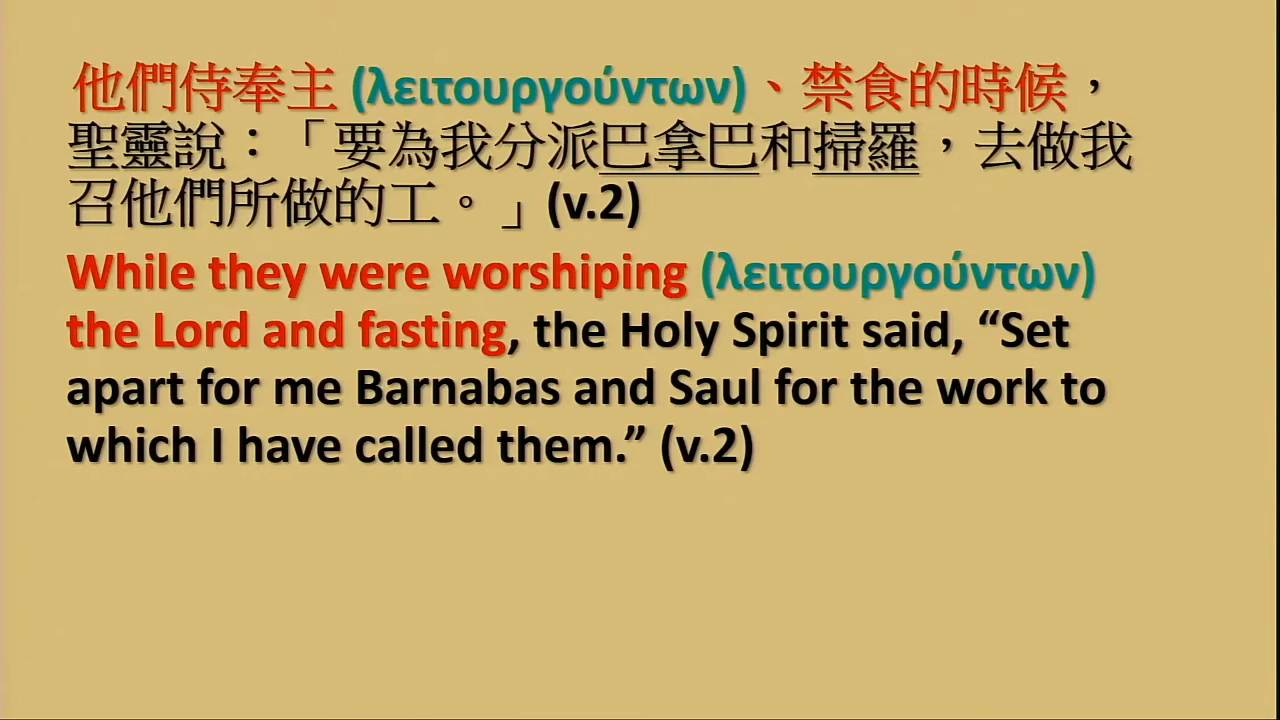 他們侍奉主 (λειτουργούντων)、禁食的時候，
聖靈說：「要為我分派巴拿巴和掃羅，去做我
召他們所做的工。」(v.2)
While they were worshiping (λειτουργούντων)
the Lord and fasting, the Holy Spirit said, “Set
apart for me Barnabas and Saul for the work to
which I have called them.” (v.2)